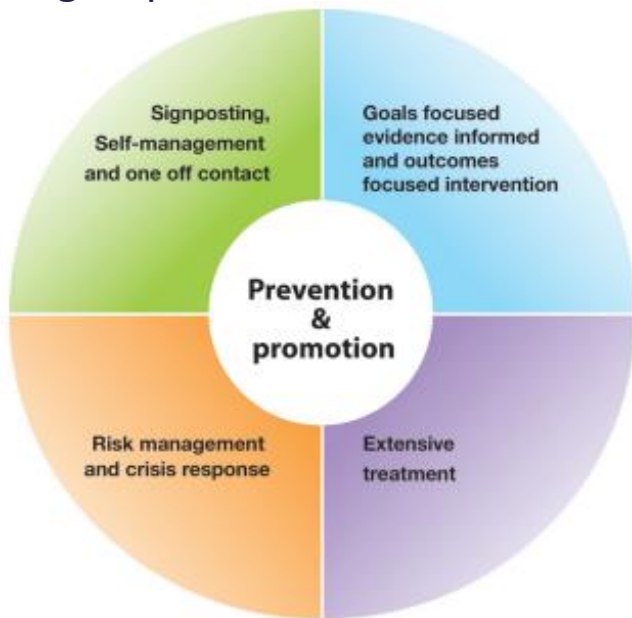 Signposting,
Self-management
and one off contact
Goals focused
evidence informed
and outcomes
focused intervention
Prevention
&
promotion
Risk management
and crisis response
Extensive
treatment